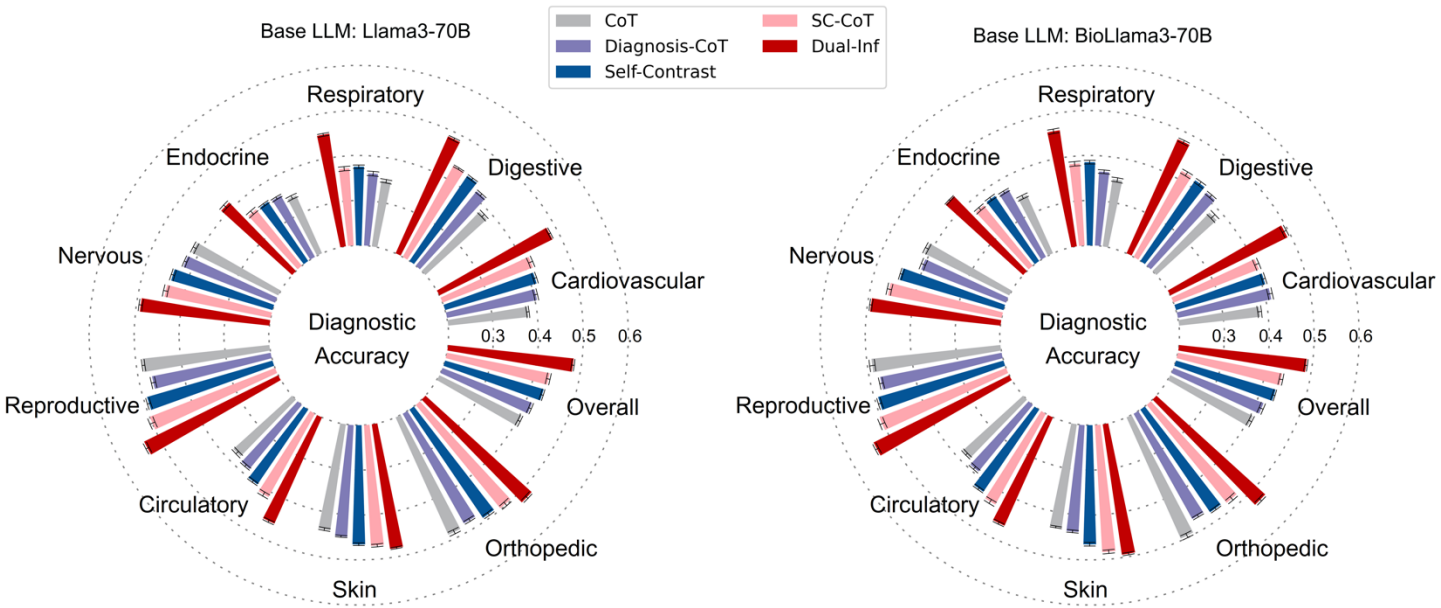 Base LLM: Llama3-70B
CoT
Diagnosis-CoT
Self-Contrast
SC-CoT
Dual-Inf
Base LLM: BioLlama3-70B
Respiratory
Endocrine
Digestive
Nervous
Cardiovascular
Diagnostic
Accuracy
0.3 0.4 0.5 0.6
Reproductive
Overall
Circulatory
Orthopedic
Skin
Respiratory
Endocrine
Digestive
Nervous
Cardiovascular
Diagnostic
Accuracy
0.3 0.4 0.5 0.6
Reproductive
Overall
Circulatory
Orthopedic
Skin